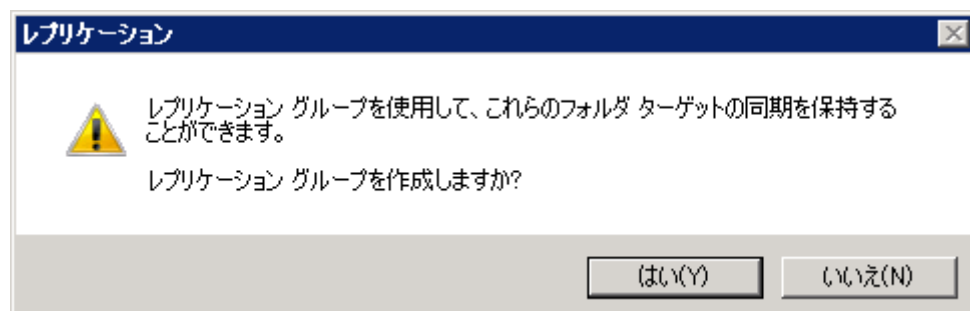 レプリケーション
レプリケーション グループを使用して、これらのフォルダ ターゲットの同期を保持する
ことができます。
レプリケーション グループを作成しますか?
はい(Y)
いいえ(N)